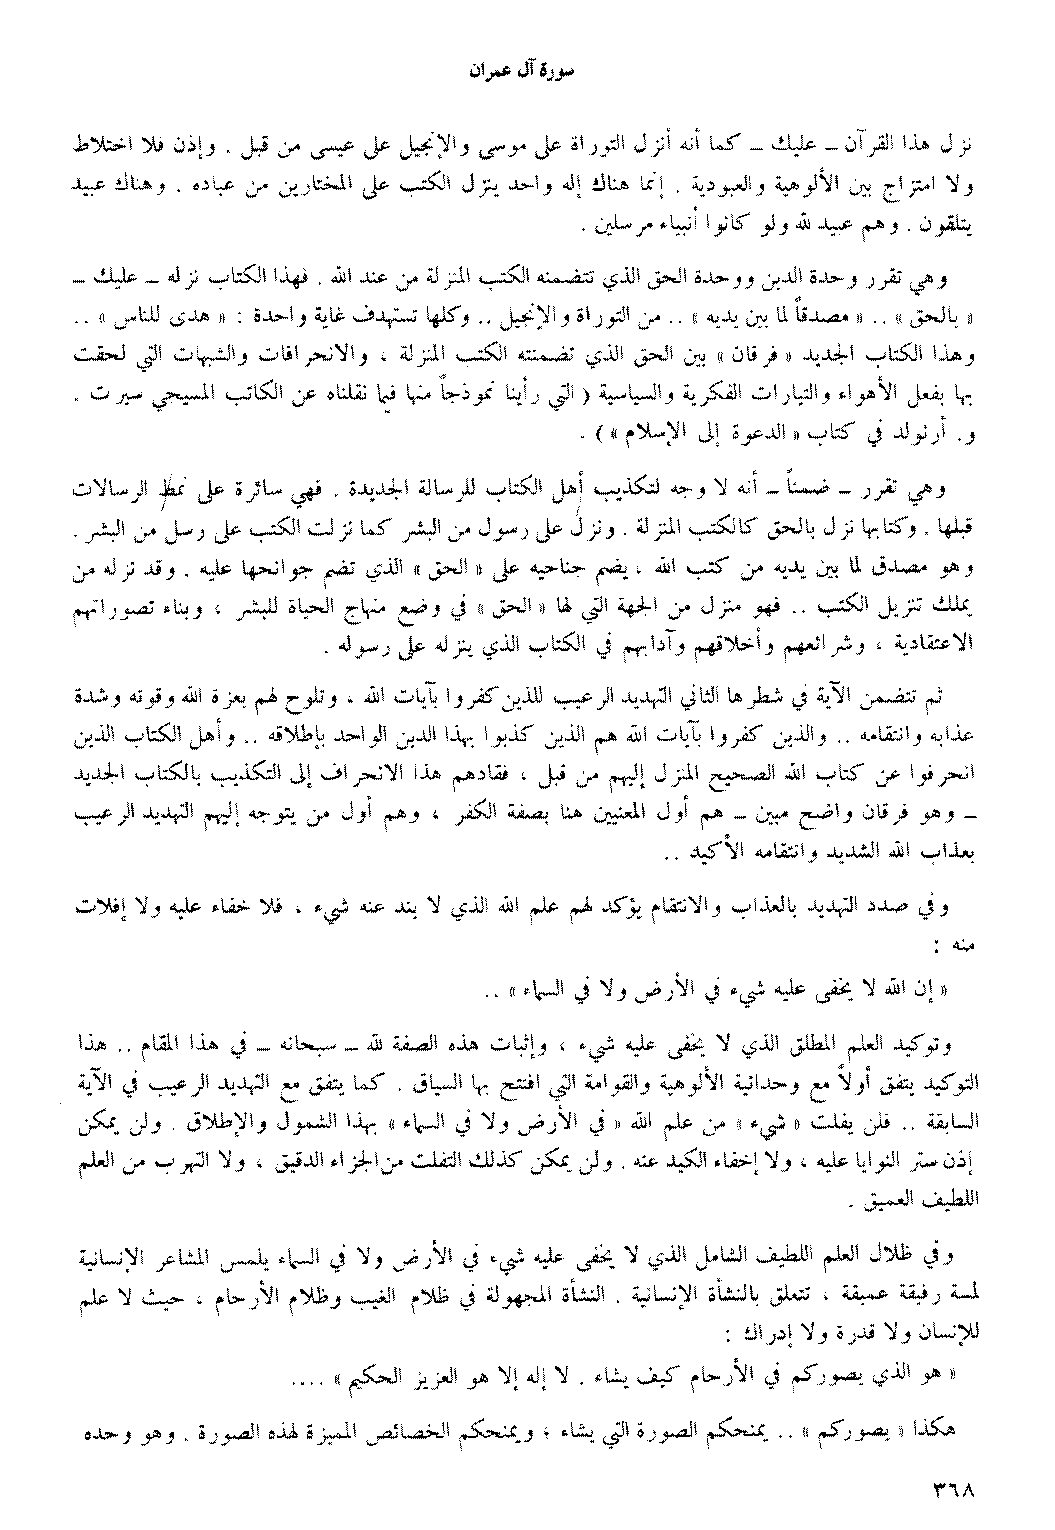 سورة آل عمران
نزل هذا القرآن – عليك – كما أنه أنزل التوراة على موسى والإنجيل على عيسى من قبل . وإذن فلا اختلاط
ولا امتزاج بين الألوهية والعبودية . إنما هناك إله واحد ينزل الكتب على المختارين من عباده . وهناك عبيد
يتلقون . وهم عبيد لله ولو كانوا أنبياء مرسلين .
وهي تقرر وحدة الدين ووحدة الحق الذي تتضمنه الكتب المنزلة من عند الله . فهذا الكتاب نزله – عليك –
« بالحق » .. « مصدقاً لما بين يديه » .. من التوراة والإنجيل .. وكلها تستهدف غاية واحدة : « هدى للناس » ..
وهذا الكتاب الجديد « فرقان » بين الحق الذي تضمنته الكتب المنزلة ، والانحرافات والشبهات التي لحقت
بها بفعل الأهواء والتيارات الفكرية والسياسية ( التي رأينا نموذجاً منها فيما نقلناه عن الكاتب المسيحي سيرت .
و. أرنولد في كتاب « الدعوة إلى الإسلام » ) .
وهي تقرر – ضمناً – أنه لا وجه لتكذيب أهل الكتاب للرسالة الجديدة . فهي سائرة على نمط الرسالات
قبلها . وكتابها نزل بالحق كالكتب المنزلة . ونزل على رسول من البشر كما نزلت الكتب على رسل من البشر .
وهو مصدق لما بين يديه من كتب الله ، يضم جناحيه على « الحق » الذي تضم جوانحها عليه . وقد نزله من
يملك تنزيل الكتب .. فهو منزل من الجهة التي لها « الحق » في وضع منهاج الحياة للبشر ، وبناء تصوراتهم
الاعتقادية ، وشرائعهم وأخلاقهم وآدابهم في الكتاب الذي ينزله على رسوله .
ثم تتضمن الآية في شطرها الثاني التهديد الرعيب للذين كفروا بآيات الله ، وتلوح لهم بعزة الله وقوته وشدة
عذابه وانتقامه .. والذين كفروا بآيات الله هم الذين كذبوا بهذا الدين الواحد بإطلاقه .. وأهل الكتاب الذين
انحرفوا عن كتاب الله الصحيح المنزل إليهم من قبل ، فقادهم هذا الانحراف إلى التكذيب بالكتاب الجديد
– وهو فرقان واضح مبين – هم أول المعنيين هنا بصفة الكفر ، وهم أول من يتوجه إليهم التهديد الرعيب
بعذاب الله الشديد وانتقامه الأكيد ..
وفي صدد التهديد بالعذاب والانتقام يؤكد لهم علم الله الذي لا يند عنه شيء ، فلا خفاء عليه ولا إفلات
منه :
« إن الله لا يخفى عليه شيء في الأرض ولا في السماء » ..
وتوكيد العلم المطلق الذي لا يخفى عليه شيء ، وإثبات هذه الصفة لله – سبحانه – في هذا المقام .. هذا
التوكيد يتفق أولاً مع وحدانية الألوهية والقوامة التي افتتح بها السياق . كما يتفق مع التهديد الرعيب في الآية
السابقة .. فلن يفلت « شيء » من علم الله « في الأرض ولا في السماء » بهذا الشمول والإطلاق . ولن يمكن
إذن ستر النوايا عليه ، ولا إخفاء الكيد عنه . ولن يمكن كذلك التفلت من الجزاء الدقيق ، ولا التهرب من العلم
اللطيف العميق .
وفي ظلال العلم اللطيف الشامل الذي لا يخفى عليه شيء في الأرض ولا في السماء يلمس المشاعر الإنسانية
لمسة رفيقة عميقة ، تتعلق بالنشأة الإنسانية . النشأة المجهولة في ظلام الغيب وظلام الأرحام ، حيث لا علم
للإنسان ولا قدرة ولا إدراك :
« هو الذي يصوركم في الأرحام كيف يشاء . لا إله إلا هو العزيز الحكيم » ....
هكذا « يصوركم » .. يمنحكم الصورة التي يشاء ؛ ويمنحكم الخصائص المميزة لهذه الصورة . وهو وحده
٣٦٨